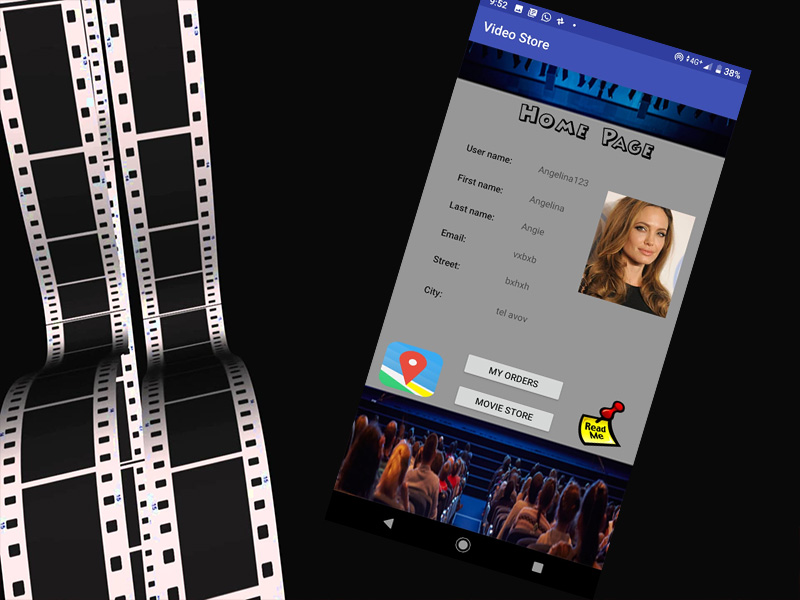 9:52
4G+ 38%
Video Store
Home Page
User name: Angelina123
First name: Angelina
Last name: Angie
Email: vxbxb
Street: bxhxh
City: tel avov
MY ORDERS
MOVIE STORE
Read
Me